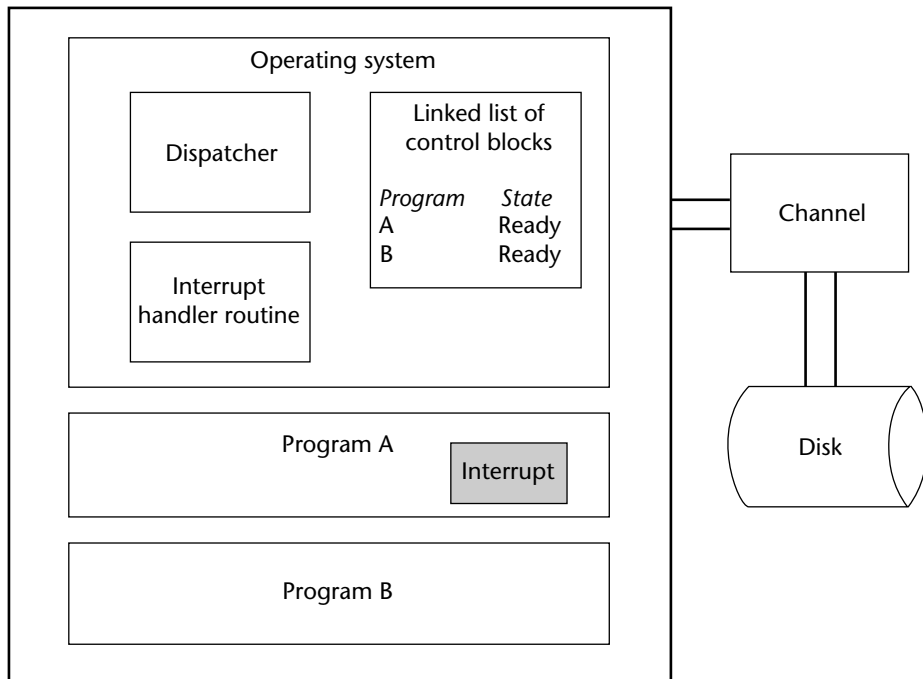 Operating system
Dispatcher
Linked list of
control blocks
Program State
A Ready
B Ready
Interrupt
handler routine
Channel
Disk
Program A
Interrupt
Program B